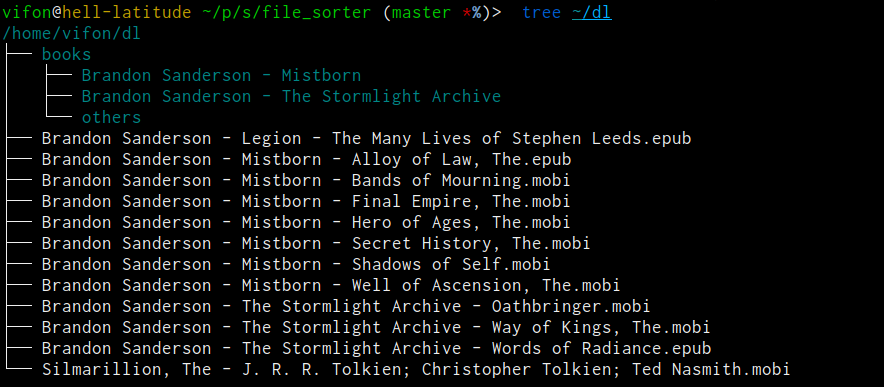 vifon@hell-latitude ~/p/s/file_sorter (master *%)> tree ~/dl
/home/vifon/dl
├── books
│   ├── Brandon Sanderson - Mistborn
│   ├── Brandon Sanderson - The Stormlight Archive
│   └── others
├── Brandon Sanderson - Legion - The Many Lives of Stephen Leeds.epub
├── Brandon Sanderson - Mistborn - Alloy of Law, The.epub
├── Brandon Sanderson - Mistborn - Bands of Mourning.mobi
├── Brandon Sanderson - Mistborn - Final Empire, The.mobi
├── Brandon Sanderson - Mistborn - Hero of Ages, The.mobi
├── Brandon Sanderson - Mistborn - Secret History, The.mobi
├── Brandon Sanderson - Mistborn - Shadows of Self.mobi
├── Brandon Sanderson - Mistborn - Well of Ascension, The.mobi
├── Brandon Sanderson - The Stormlight Archive - Oathbringer.mobi
├── Brandon Sanderson - The Stormlight Archive - Way of Kings, The.mobi
├── Brandon Sanderson - The Stormlight Archive - Words of Radiance.epub
└── Silmarillion, The - J. R. R. Tolkien; Christopher Tolkien; Ted Nasmith.mobi